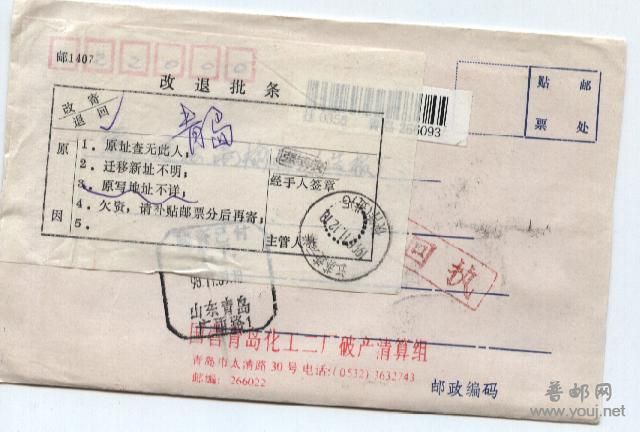 邮1407
222000
改退批条
改寄
退回
青岛
原
因
1．原址查无此人；
2．迁移新址不明；
3．原写地址不详；
4．欠资，请补贴邮票分后再寄；
5．
经手人签章
主管人
0358
266093
贴 邮
票 处
回执
山东青岛
国营青岛化工二厂破产清算组
青岛市太清路30号电话：(0532)3632743
邮编：266022
邮政编码
普邮网
www.youj.net